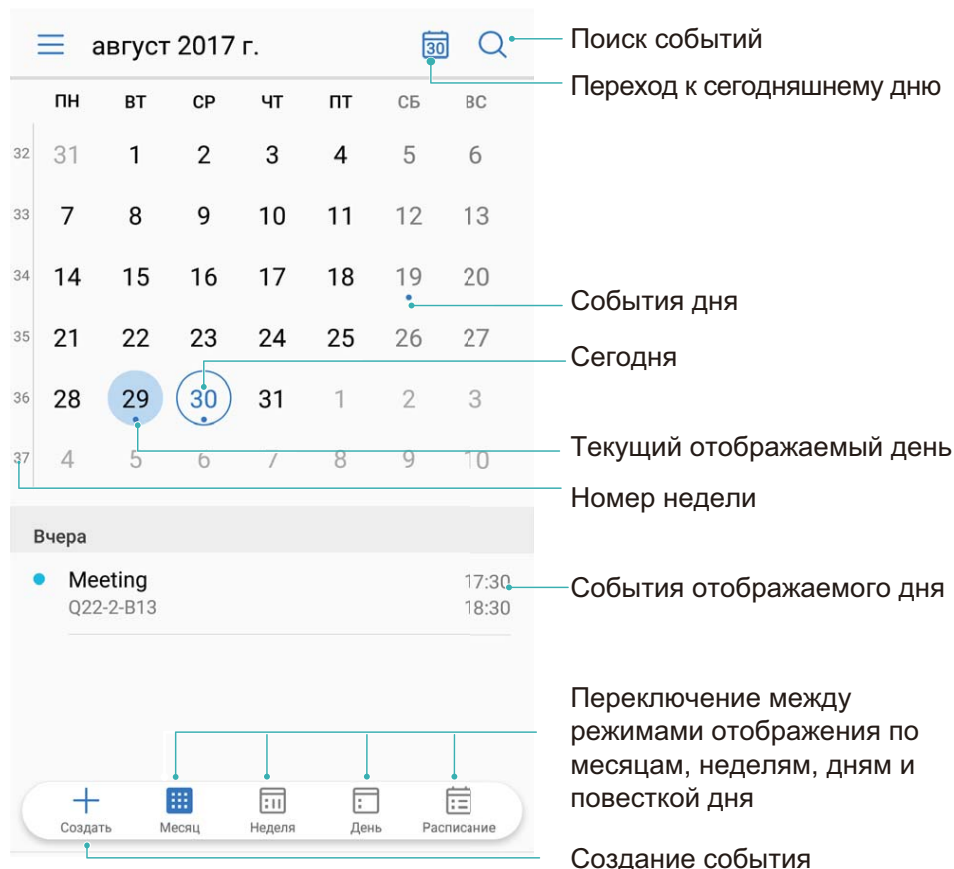 август 2017 г.
30
Поиск событий
Переход к сегодняшнему дню
ПН ВТ СР ЧТ ПТ СБ ВС
32 31 1 2 3 4 5 6
33 7 8 9 10 11 12 13
34 14 15 16 17 18 19 20
События дня
35 21 22 23 24 25 26 27
Сегодня
36 28 29 30 31 1 2 3
Текущий отображаемый день
37 4 5 6 7 8 9 10
Номер недели
Вчера
Meeting 17:30
События отображаемого дня
Q22-2-B13 18:30
Переключение между
режимами отображения по
месяцам, неделям, дням и
повесткой дня
Создать Месяц Неделя День Расписание
Создание события